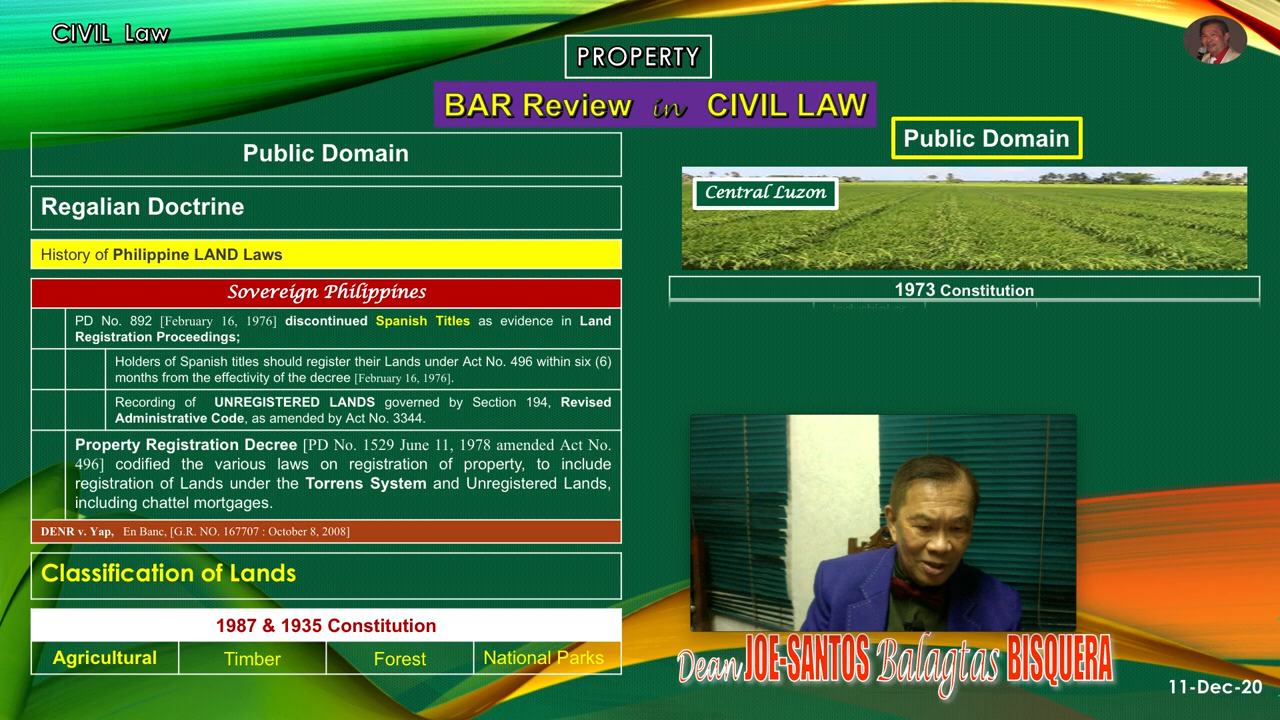 CIVIL Law
PROPERTY
BAR Review in CIVIL LAW
Public Domain
Regalian Doctrine
History of Philippine LAND Laws
Sovereign Philippines
PD No. 892 [February 16, 1976] discontinued Spanish Titles as evidence in Land
Registration Proceedings;
Holders of Spanish titles should register their Lands under Act No. 496 within six (6)
months from the effectivity of the decree [February 16, 1976].
Recording of UNREGISTERED LANDS governed by Section 194, Revised
Administrative Code, as amended by Act No. 3344.
Property Registration Decree [PD No. 1529 June 11, 1978 amended Act No.
496] codified the various laws on registration of property, to include
registration of Lands under the Torrens System and Unregistered Lands,
including chattel mortgages.
DENR v. Yap, En Banc, [G.R. NO. 167707 : October 8, 2008]
Classification of Lands
1987 & 1935 Constitution
Agricultural Timber Forest National Parks
Public Domain
Central Luzon
1973 Constitution
Dean JOE-SANTOS Balagtas BISQUERA
11-Dec-20